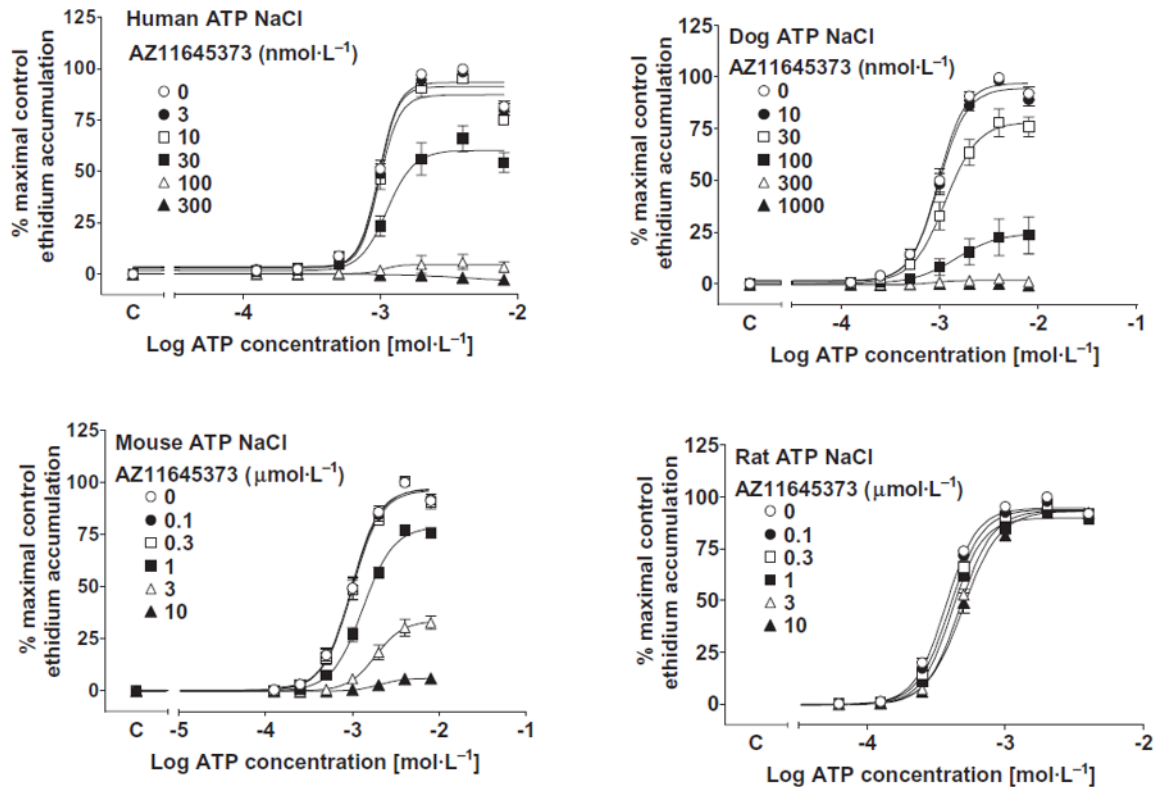 Human ATP NaCl
AZ11645373 (nmol·L⁻¹)
0
3
10
30
100
300
125
100
75
50
25
0
% maximal control
ethidium accumulation
C
-4
-3
-2
Log ATP concentration [mol·L⁻¹]
Dog ATP NaCl
AZ11645373 (nmol·L⁻¹)
0
10
30
100
300
1000
125
100
75
50
25
0
% maximal control
ethidium accumulation
C
-4
-3
-2
-1
Log ATP concentration [mol·L⁻¹]
Mouse ATP NaCl
AZ11645373 (μmol·L⁻¹)
0
0.1
0.3
1
3
10
125
100
75
50
25
0
% maximal control
ethidium accumulation
C
-5
-4
-3
-2
-1
Log ATP concentration [mol·L⁻¹]
Rat ATP NaCl
AZ11645373 (μmol·L⁻¹)
0
0.1
0.3
1
3
10
125
100
75
50
25
0
% maximal control
ethidium accumulation
C
-4
-3
-2
Log ATP concentration [mol·L⁻¹]